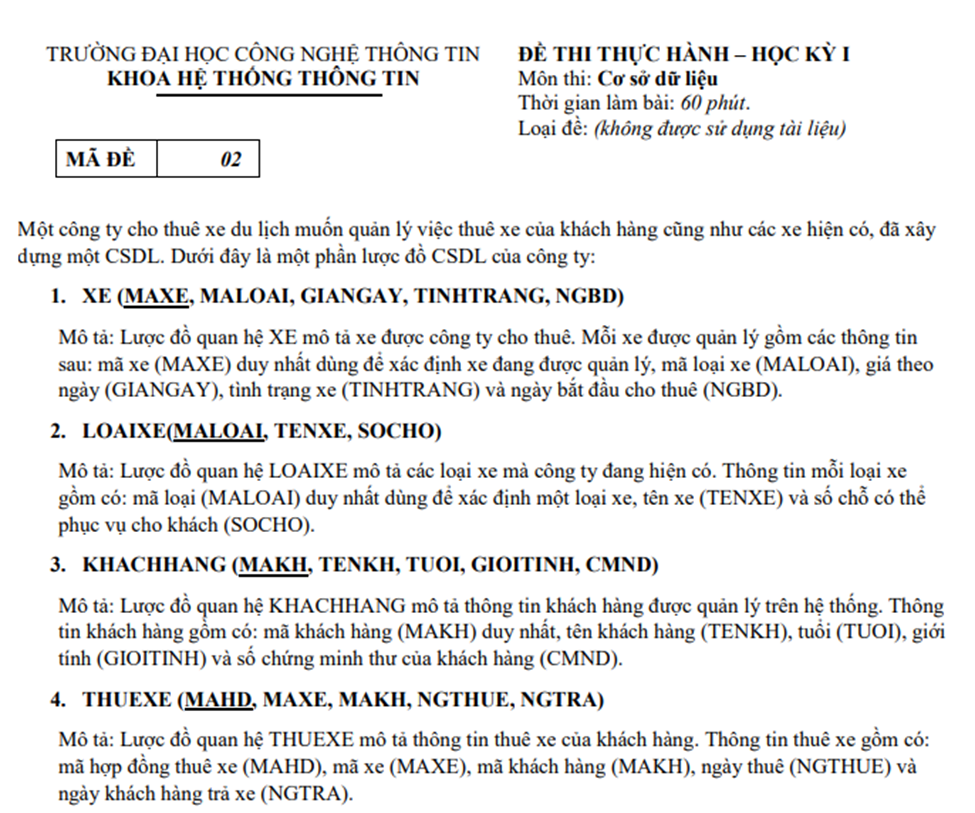 TRƯỜNG ĐẠI HỌC CÔNG NGHỆ THÔNG TIN
KHOA HỆ THỐNG THÔNG TIN
ĐỀ THI THỰC HÀNH – HỌC KỲ I
Môn thi: Cơ sở dữ liệu
Thời gian làm bài: 60 phút.
Loại đề: (không được sử dụng tài liệu)
MÃ ĐỀ 02
Một công ty cho thuê xe du lịch muốn quản lý việc thuê xe của khách hàng cũng như các xe hiện có, đã xây
dựng một CSDL. Dưới đây là một phần lược đồ CSDL của công ty:
1. XE (MAXE, MALOAI, GIANGAY, TINHTRANG, NGBD)
Mô tả: Lược đồ quan hệ XE mô tả xe được công ty cho thuê. Mỗi xe được quản lý gồm các thông tin
sau: mã xe (MAXE) duy nhất dùng để xác định xe đang được quản lý, mã loại xe (MALOAI), giá theo
ngày (GIANGAY), tình trạng xe (TINHTRANG) và ngày bắt đầu cho thuê (NGBD).
2. LOAIXE(MALOAI, TENXE, SOCHO)
Mô tả: Lược đồ quan hệ LOAIXE mô tả các loại xe mà công ty đang hiện có. Thông tin mỗi loại xe
gồm có: mã loại (MALOAI) duy nhất dùng để xác định một loại xe, tên xe (TENXE) và số chỗ có thể
phục vụ cho khách (SOCHO).
3. KHACHHANG (MAKH, TENKH, TUOI, GIOITINH, CMND)
Mô tả: Lược đồ quan hệ KHACHHANG mô tả thông tin khách hàng được quản lý trên hệ thống. Thông
tin khách hàng gồm có: mã khách hàng (MAKH) duy nhất, tên khách hàng (TENKH), tuổi (TUOI), giới
tính (GIOITINH) và số chứng minh thư của khách hàng (CMND).
4. THUEXE (MAHD, MAXE, MAKH, NGTHUE, NGTRA)
Mô tả: Lược đồ quan hệ THUEXE mô tả thông tin thuê xe của khách hàng. Thông tin thuê xe gồm có:
mã hợp đồng thuê xe (MAHD), mã xe (MAXE), mã khách hàng (MAKH), ngày thuê (NGTHUE) và
ngày khách hàng trả xe (NGTRA).